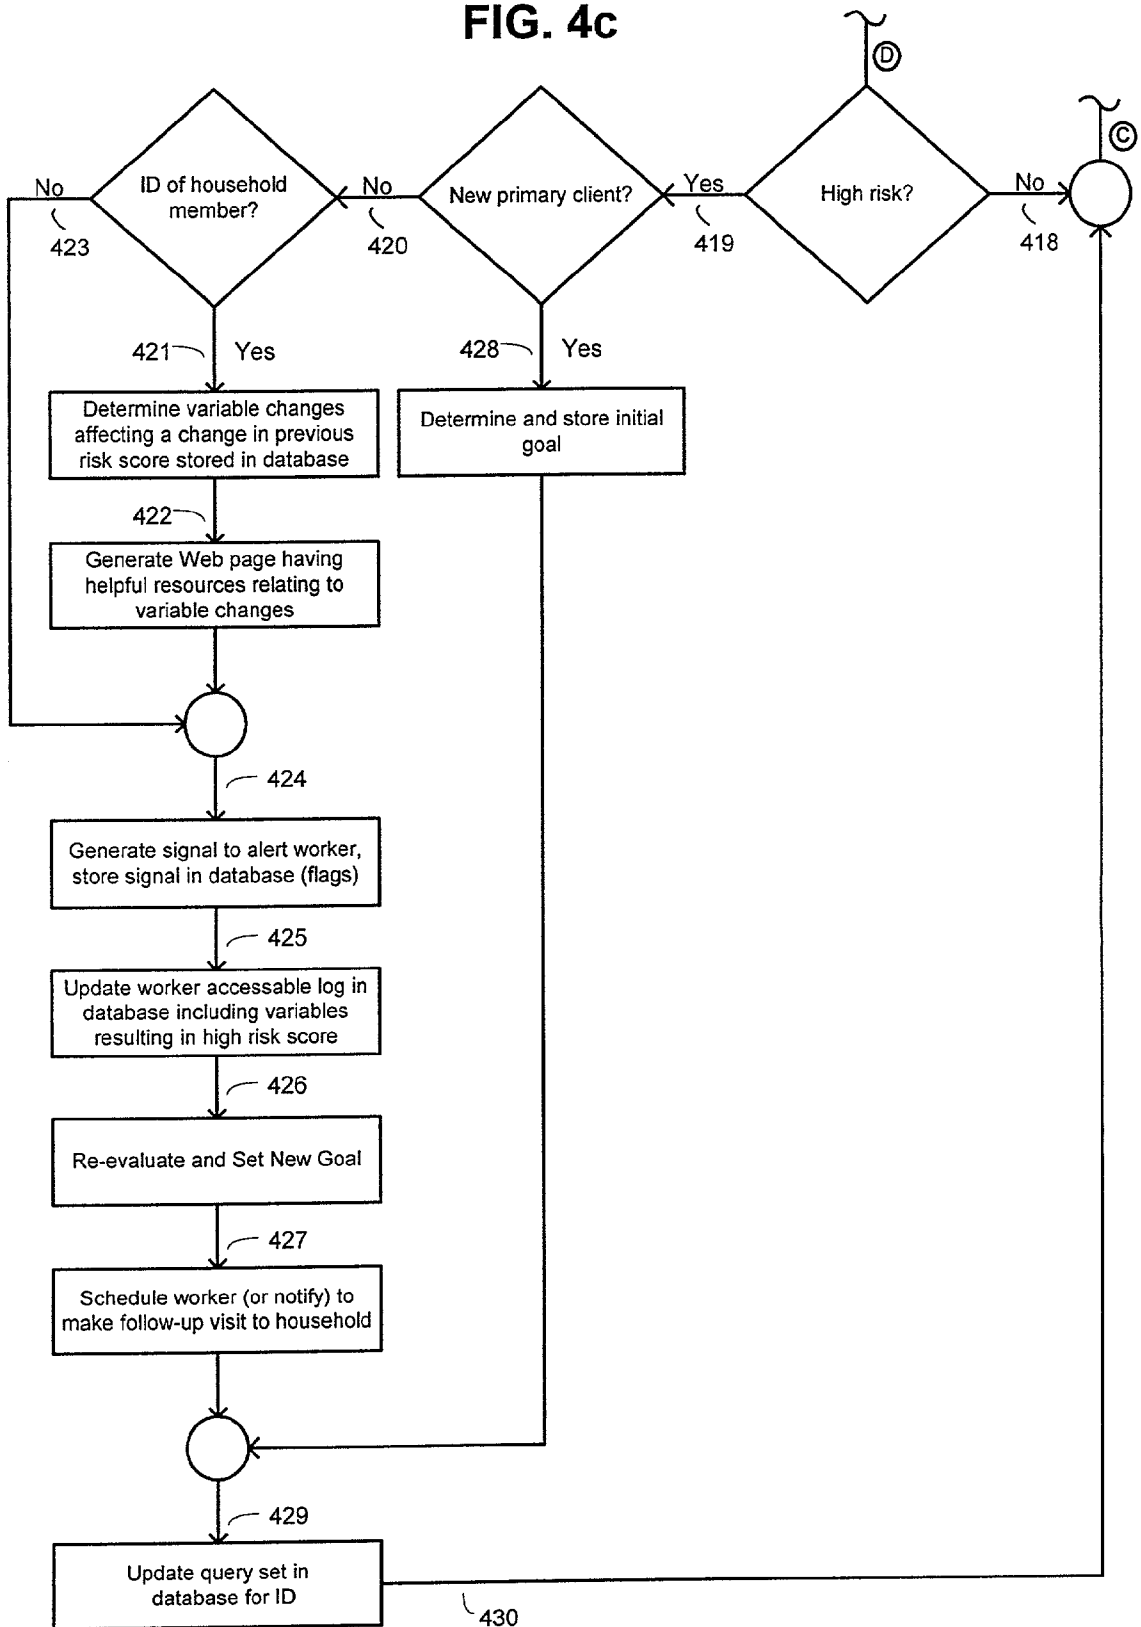 FIG. 4c
D
C
ID of household
member?
New primary client?
High risk?
No
423
No
420
Yes
419
No
418
421
Yes
428
Yes
Determine variable changes
affecting a change in previous
risk score stored in database
Determine and store initial
goal
422
Generate Web page having
helpful resources relating to
variable changes
424
Generate signal to alert worker,
store signal in database (flags)
425
Update worker accessable log in
database including variables
resulting in high risk score
426
Re-evaluate and Set New Goal
427
Schedule worker (or notify) to
make follow-up visit to household
429
Update query set in
database for ID
430